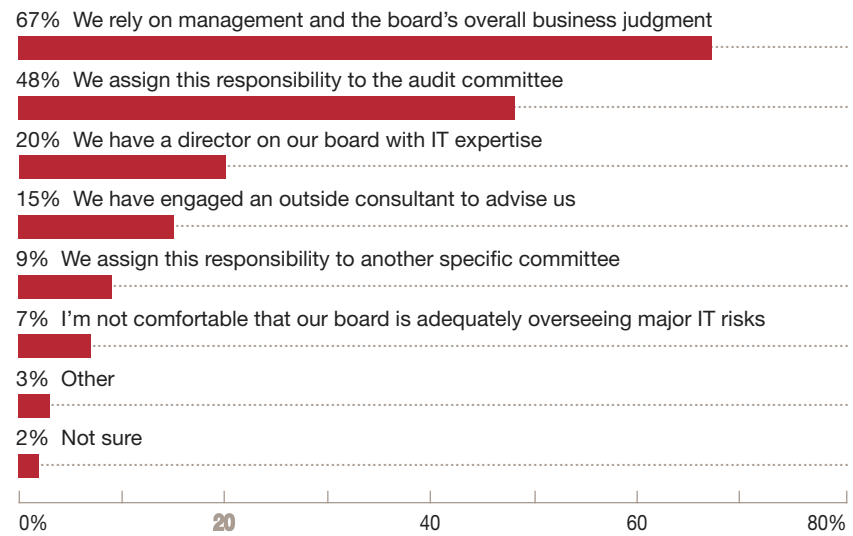 67% We rely on management and the board’s overall business judgment
48% We assign this responsibility to the audit committee
20% We have a director on our board with IT expertise
15% We have engaged an outside consultant to advise us
9% We assign this responsibility to another specific committee
7% I’m not comfortable that our board is adequately overseeing major IT risks
3% Other
2% Not sure
0% 20 40 60 80%